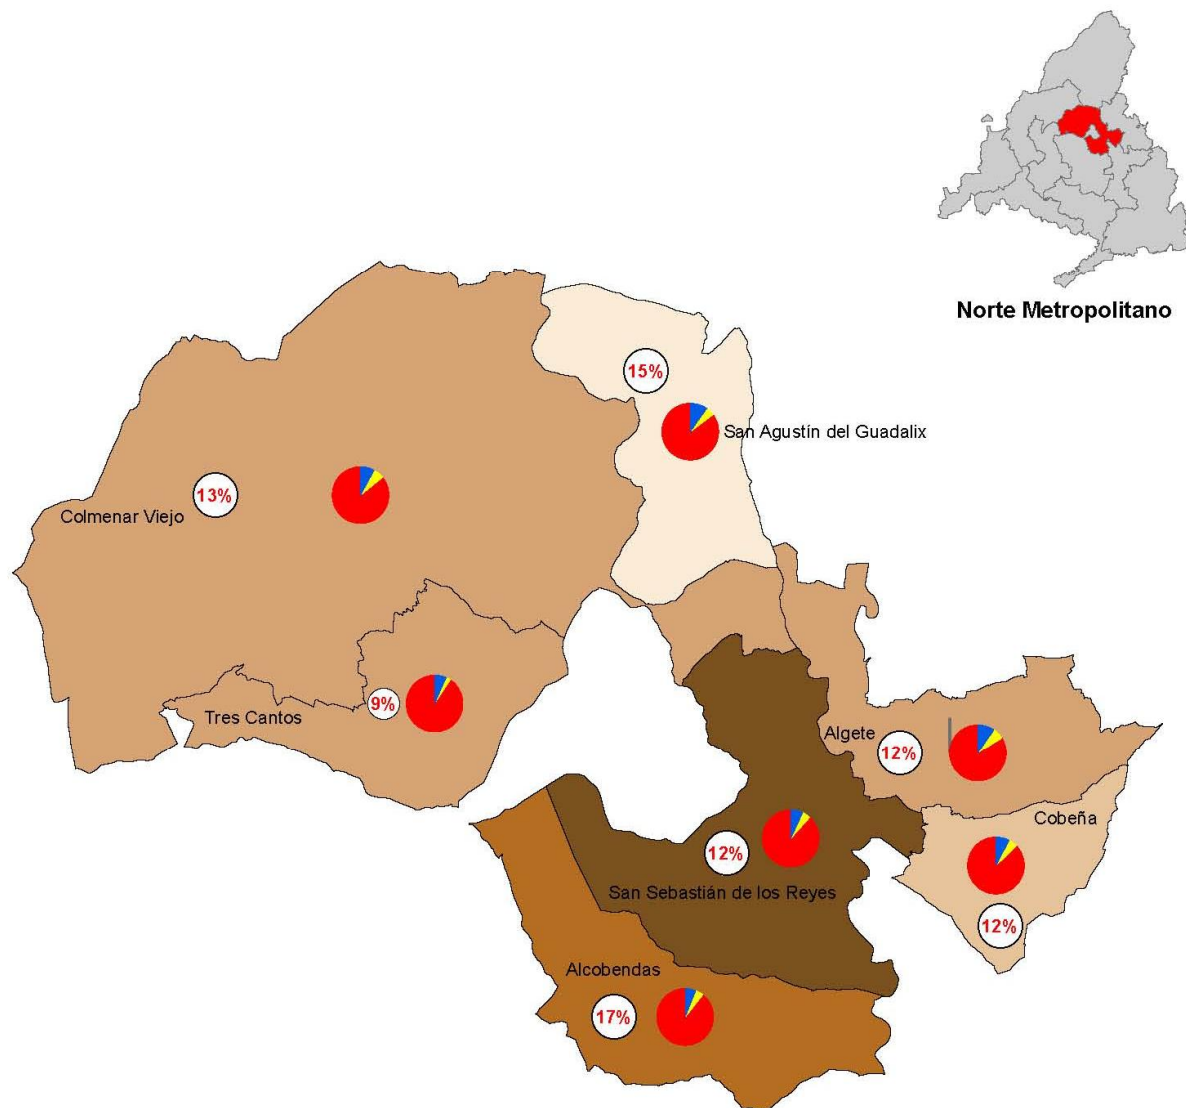 Norte Metropolitano
15%
San Agustín del Guadalix
13%
Colmenar Viejo
9%
Tres Cantos
Algete
12%
Cobeña
12%
San Sebastián de los Reyes
12%
Alcobendas
17%